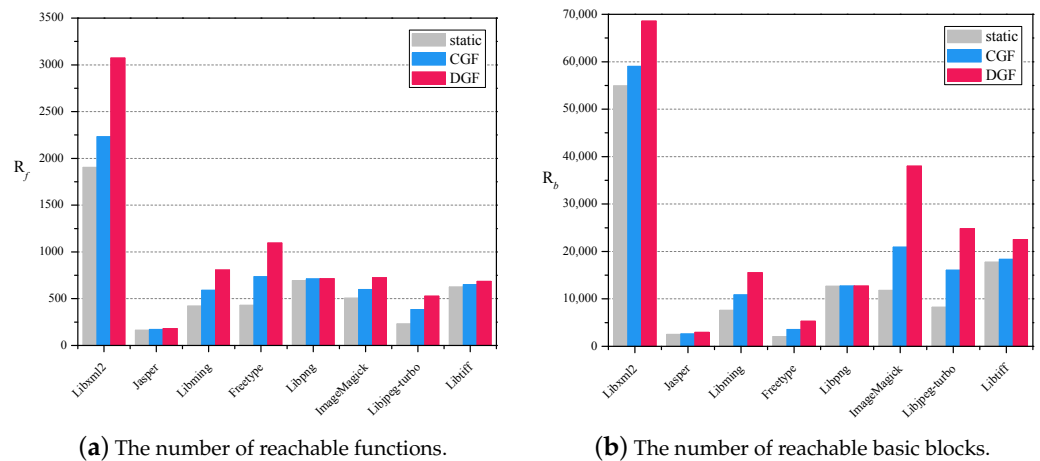 3500
3000
2500
2000
1500
1000
500
0
R_f
static
CGF
DGF
Libxml2
Jasper
Libming
Freetype
Libpng
ImageMagick
Libjpeg-turbo
Libtiff
(a) The number of reachable functions.
70,000
60,000
50,000
40,000
30,000
20,000
10,000
0
R_b
static
CGF
DGF
Libxml2
Jasper
Libming
Freetype
Libpng
ImageMagick
Libjpeg-turbo
Libtiff
(b) The number of reachable basic blocks.